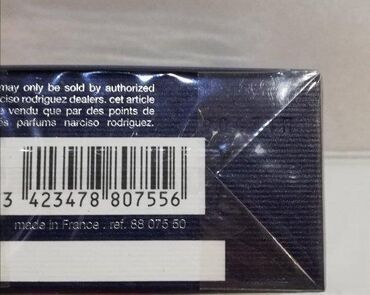 may only be sold by authorized
rciso rodriguez dealers. cet article
e vendu que par des points de
és parfums narciso rodriguez.
3 423478 807556
made in France . ref. 88 075 50